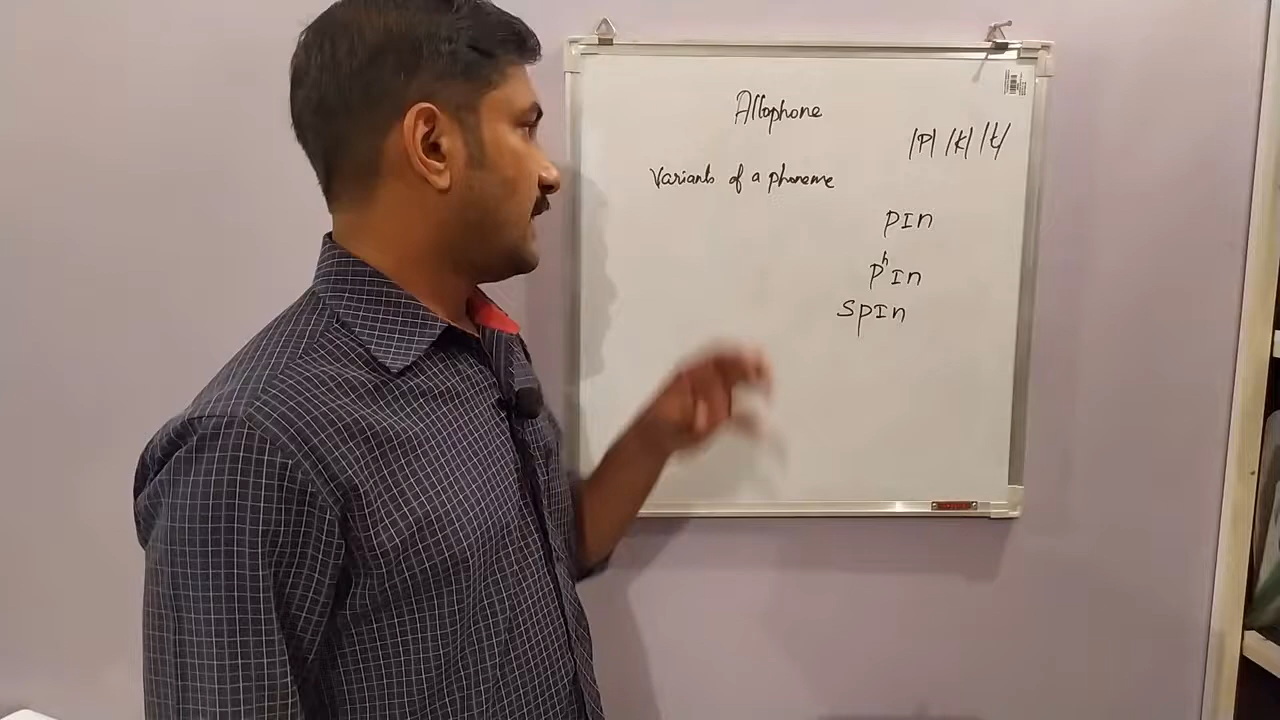 Allophone
/P/ /k/ /t/
Variants of a phoneme
pɪn
pʰɪn
spɪn